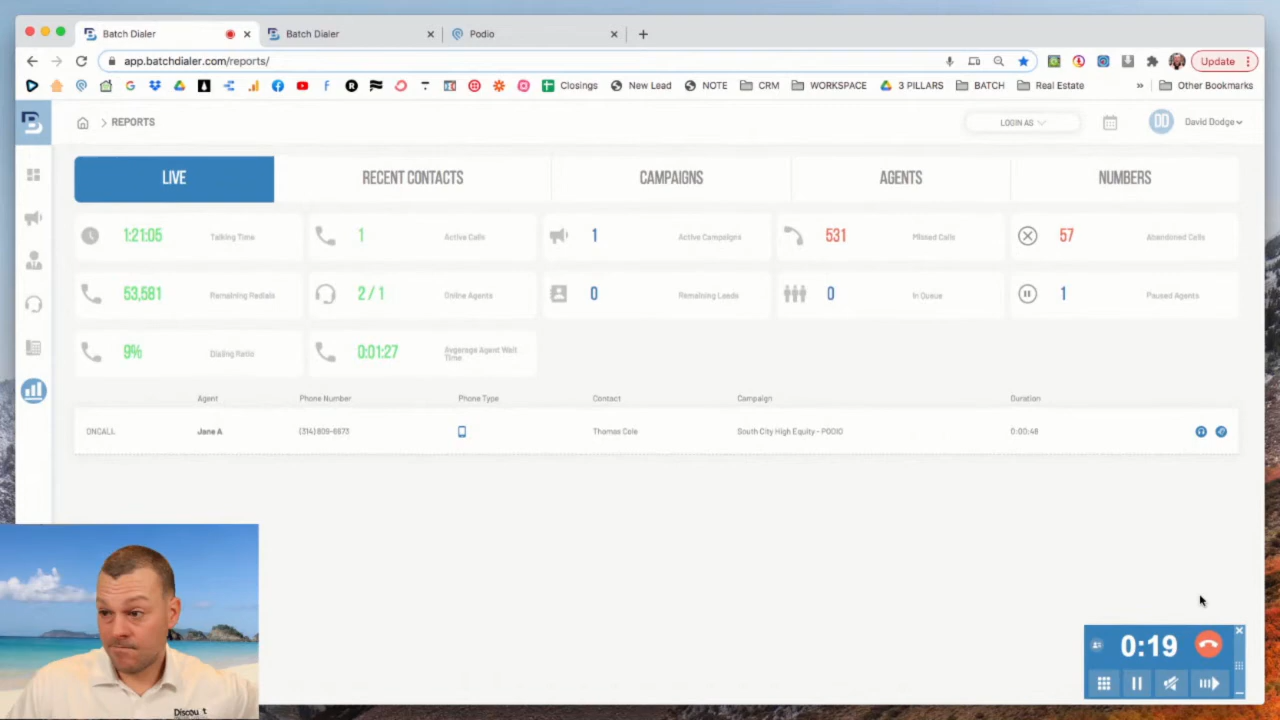 Batch Dialer
Batch Dialer
Podio
app.batchdialer.com/reports/
Update
Closings
New Lead
NOTE
CRM
WORKSPACE
3 PILLARS
BATCH
Real Estate
»
Other Bookmarks
> REPORTS
LOGIN AS
DD
David Dodge
LIVE
RECENT CONTACTS
CAMPAIGNS
AGENTS
NUMBERS
1:21:05 Talking Time
1 Active Calls
1 Active Campaigns
531 Missed Calls
57 Abandoned Calls
53,581 Remaining Redials
2 / 1 Online Agents
0 Remaining Leads
0 In Queue
1 Paused Agents
9% Dialing Ratio
0:01:27 Avgerage Agent Wait
Time
Agent Phone Number Phone Type Contact Campaign Duration
ONCALL Jane A (314) 809-6973 Thomas Cole South City High Equity - PODIO 0:00:48
0:19